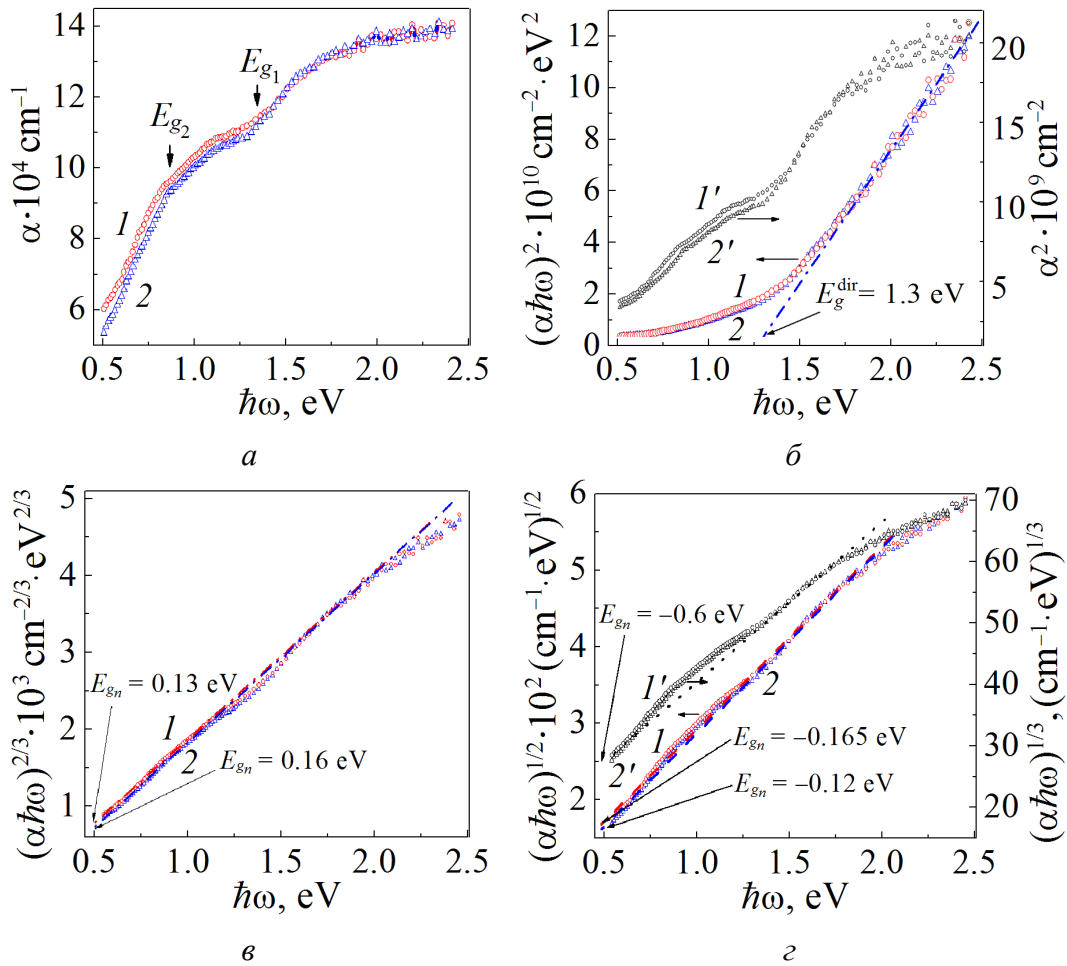 14
12
10
8
6
0.5 1.0 1.5 2.0 2.5
α·10⁴ cm⁻¹
ħω, eV
E_g₂
E_g₁
1
2
а
12
10
8
6
4
2
0
20
15
10
5
0.5 1.0 1.5 2.0 2.5
(αħω)²·10¹⁰ cm⁻²·eV²
α²·10⁹ cm⁻²
ħω, eV
1'
2'
1
2
E_g^dir = 1.3 eV
б
5
4
3
2
1
0.5 1.0 1.5 2.0 2.5
(αħω)^2/3·10³ cm^−2/3·eV^2/3
ħω, eV
E_gn = 0.13 eV
1
2
E_gn = 0.16 eV
в
6
5
4
3
2
70
60
50
40
30
20
0.5 1.0 1.5 2.0 2.5
(αħω)^1/2·10² (cm⁻¹·eV)^1/2
(αħω)^1/3, (cm⁻¹·eV)^1/3
ħω, eV
E_gn = −0.6 eV
1'
2
1
2'
E_gn = −0.165 eV
E_gn = −0.12 eV
г